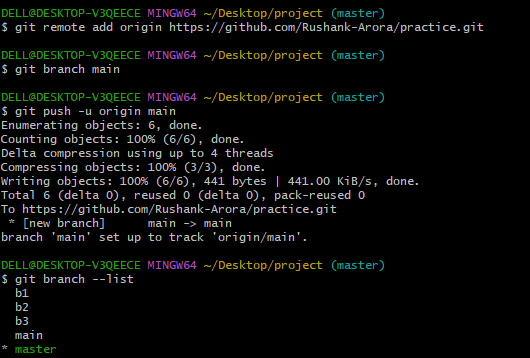 DELL@DESKTOP-V3QEECE MINGW64 ~/Desktop/project (master)
$ git remote add origin https://github.com/Rushank-Arora/practice.git
DELL@DESKTOP-V3QEECE MINGW64 ~/Desktop/project (master)
$ git branch main
DELL@DESKTOP-V3QEECE MINGW64 ~/Desktop/project (master)
$ git push -u origin main
Enumerating objects: 6, done.
Counting objects: 100% (6/6), done.
Delta compression using up to 4 threads
Compressing objects: 100% (3/3), done.
Writing objects: 100% (6/6), 441 bytes | 441.00 KiB/s, done.
Total 6 (delta 0), reused 0 (delta 0), pack-reused 0
To https://github.com/Rushank-Arora/practice.git
 * [new branch]      main -> main
branch 'main' set up to track 'origin/main'.
DELL@DESKTOP-V3QEECE MINGW64 ~/Desktop/project (master)
$ git branch --list
  b1
  b2
  b3
  main
* master